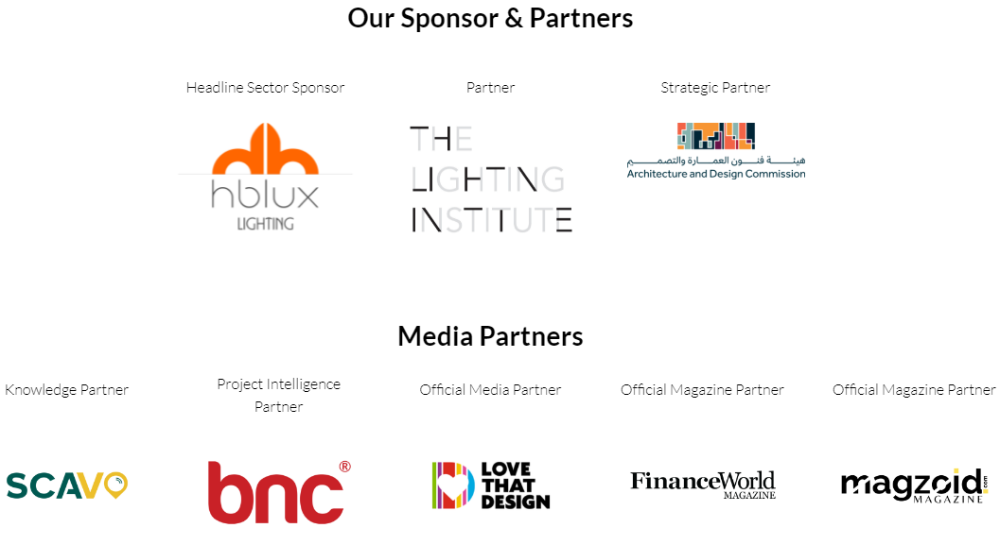 Our Sponsor & Partners
Headline Sector Sponsor
Partner
Strategic Partner
hblux
LIGHTING
THE
LIGHTING
INSTITUTE
هيئة فنون العمارة والتصميم
Architecture and Design Commission
Media Partners
Knowledge Partner
Project Intelligence
Partner
Official Media Partner
Official Magazine Partner
Official Magazine Partner
SCAVO
bnc®
LOVE
THAT
DESIGN
FinanceWorld
MAGAZINE
magzoid.com
MAGAZINE